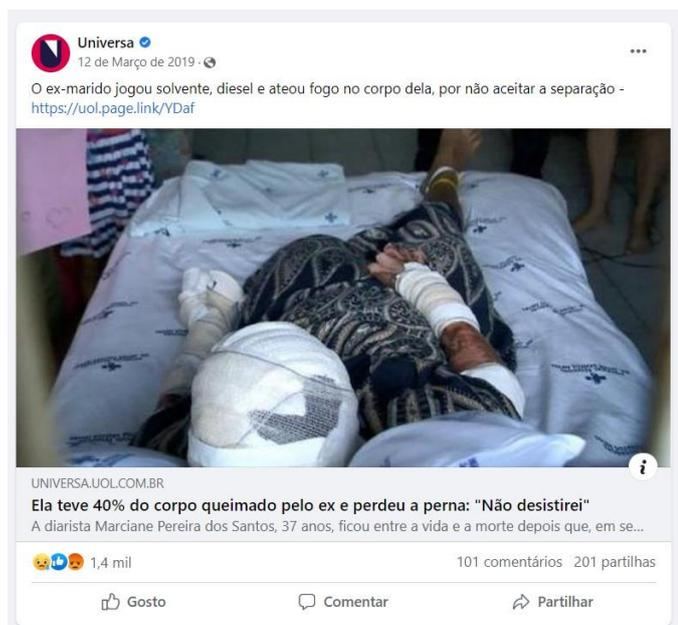 Universa
12 de Março de 2019 ·
O ex-marido jogou solvente, diesel e ateou fogo no corpo dela, por não aceitar a separação -
https://uol.page.link/YDaf
UNIVERSA.UOL.COM.BR
Ela teve 40% do corpo queimado pelo ex e perdeu a perna: "Não desistirei"
A diarista Marciane Pereira dos Santos, 37 anos, ficou entre a vida e a morte depois que, em se...
1,4 mil
101 comentários 201 partilhas
Gosto
Comentar
Partilhar